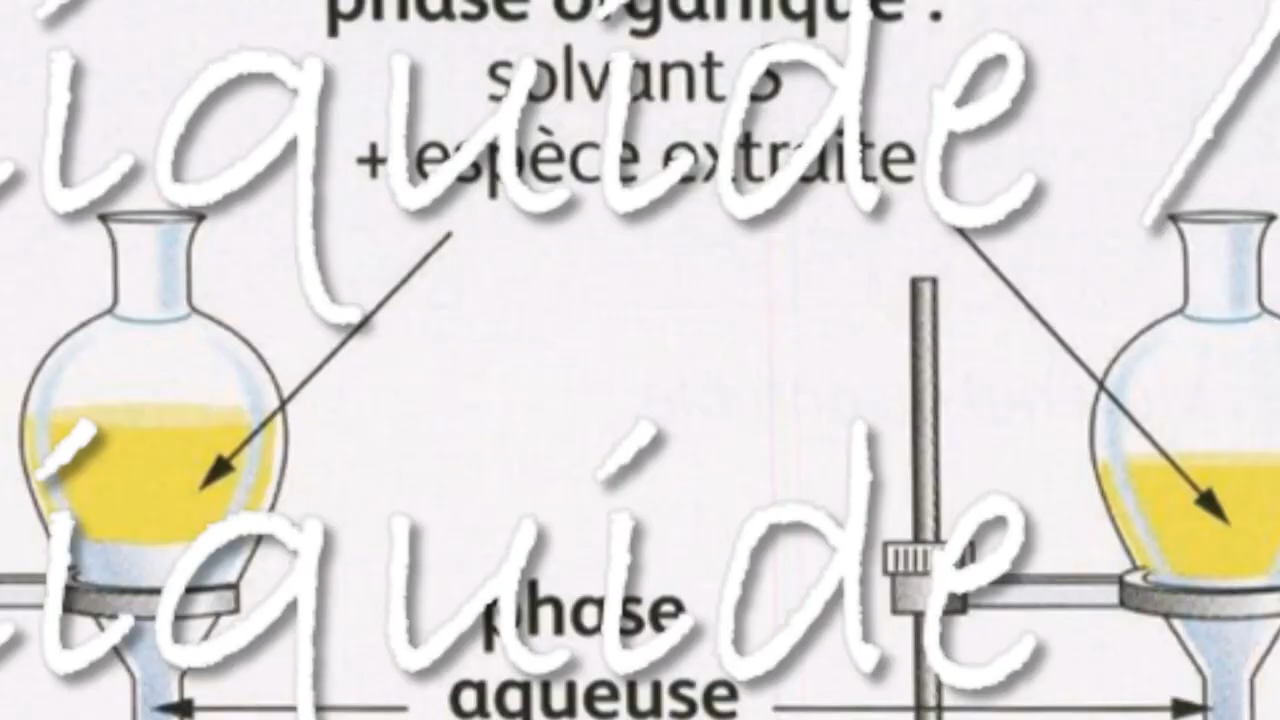 phase organique :
solvant S
+ espèce extraite
iquide /
iquide
phase
aqueuse